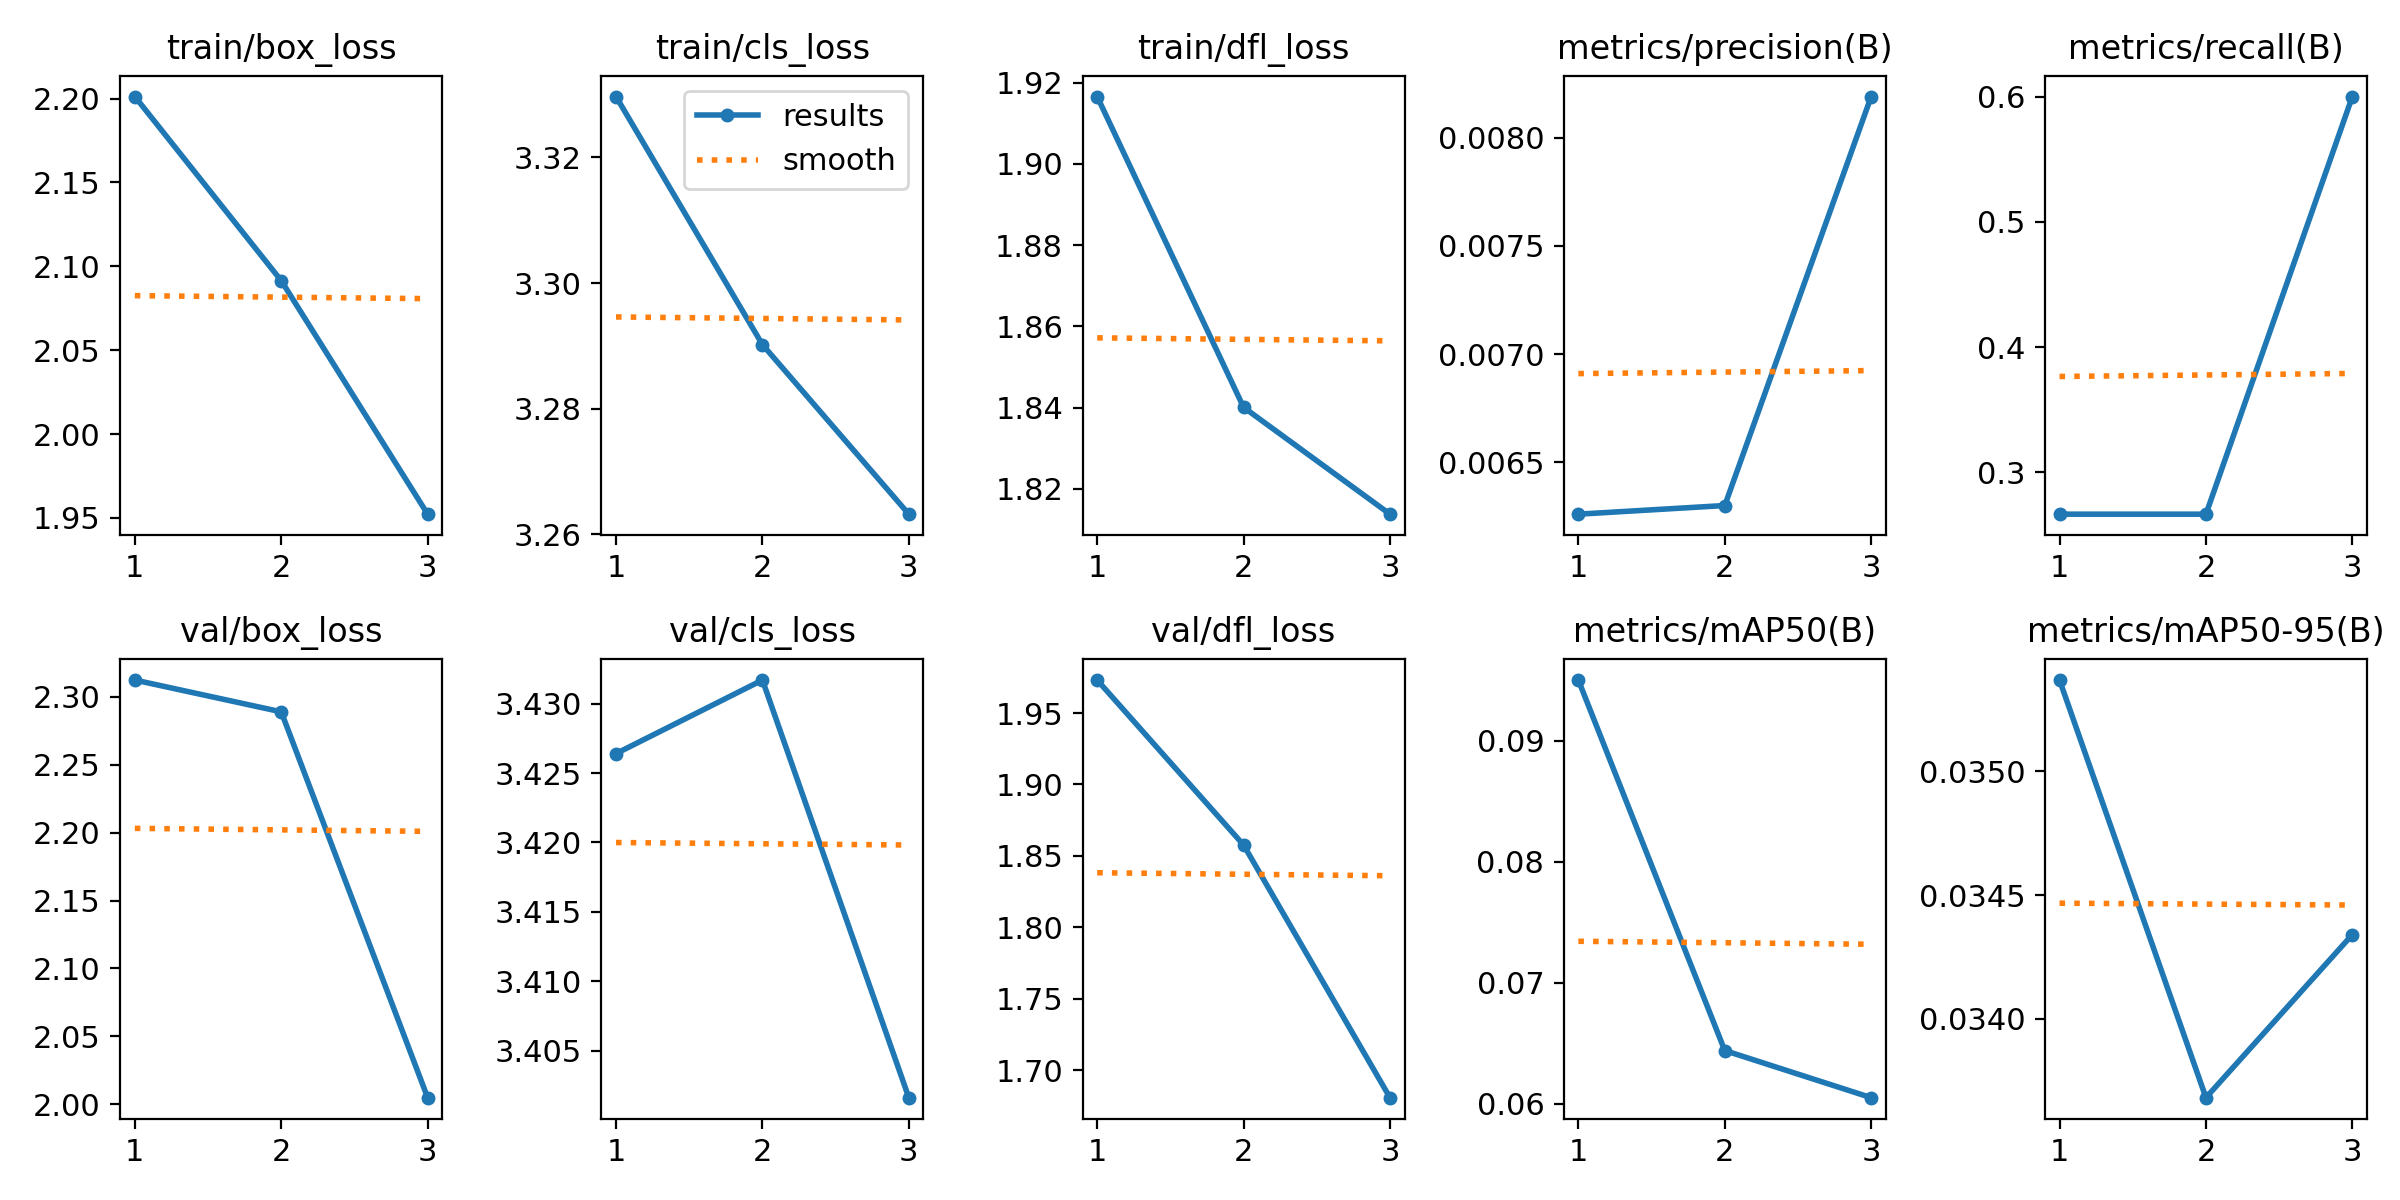 train/box_loss
2.20
2.15
2.10
2.05
2.00
1.95
1 2 3
train/cls_loss
results
smooth
3.32
3.30
3.28
3.26
1 2 3
train/dfl_loss
1.92
1.90
1.88
1.86
1.84
1.82
1 2 3
metrics/precision(B)
0.0080
0.0075
0.0070
0.0065
1 2 3
metrics/recall(B)
0.6
0.5
0.4
0.3
1 2 3
val/box_loss
2.30
2.25
2.20
2.15
2.10
2.05
2.00
1 2 3
val/cls_loss
3.430
3.425
3.420
3.415
3.410
3.405
1 2 3
val/dfl_loss
1.95
1.90
1.85
1.80
1.75
1.70
1 2 3
metrics/mAP50(B)
0.09
0.08
0.07
0.06
1 2 3
metrics/mAP50-95(B)
0.0350
0.0345
0.0340
1 2 3